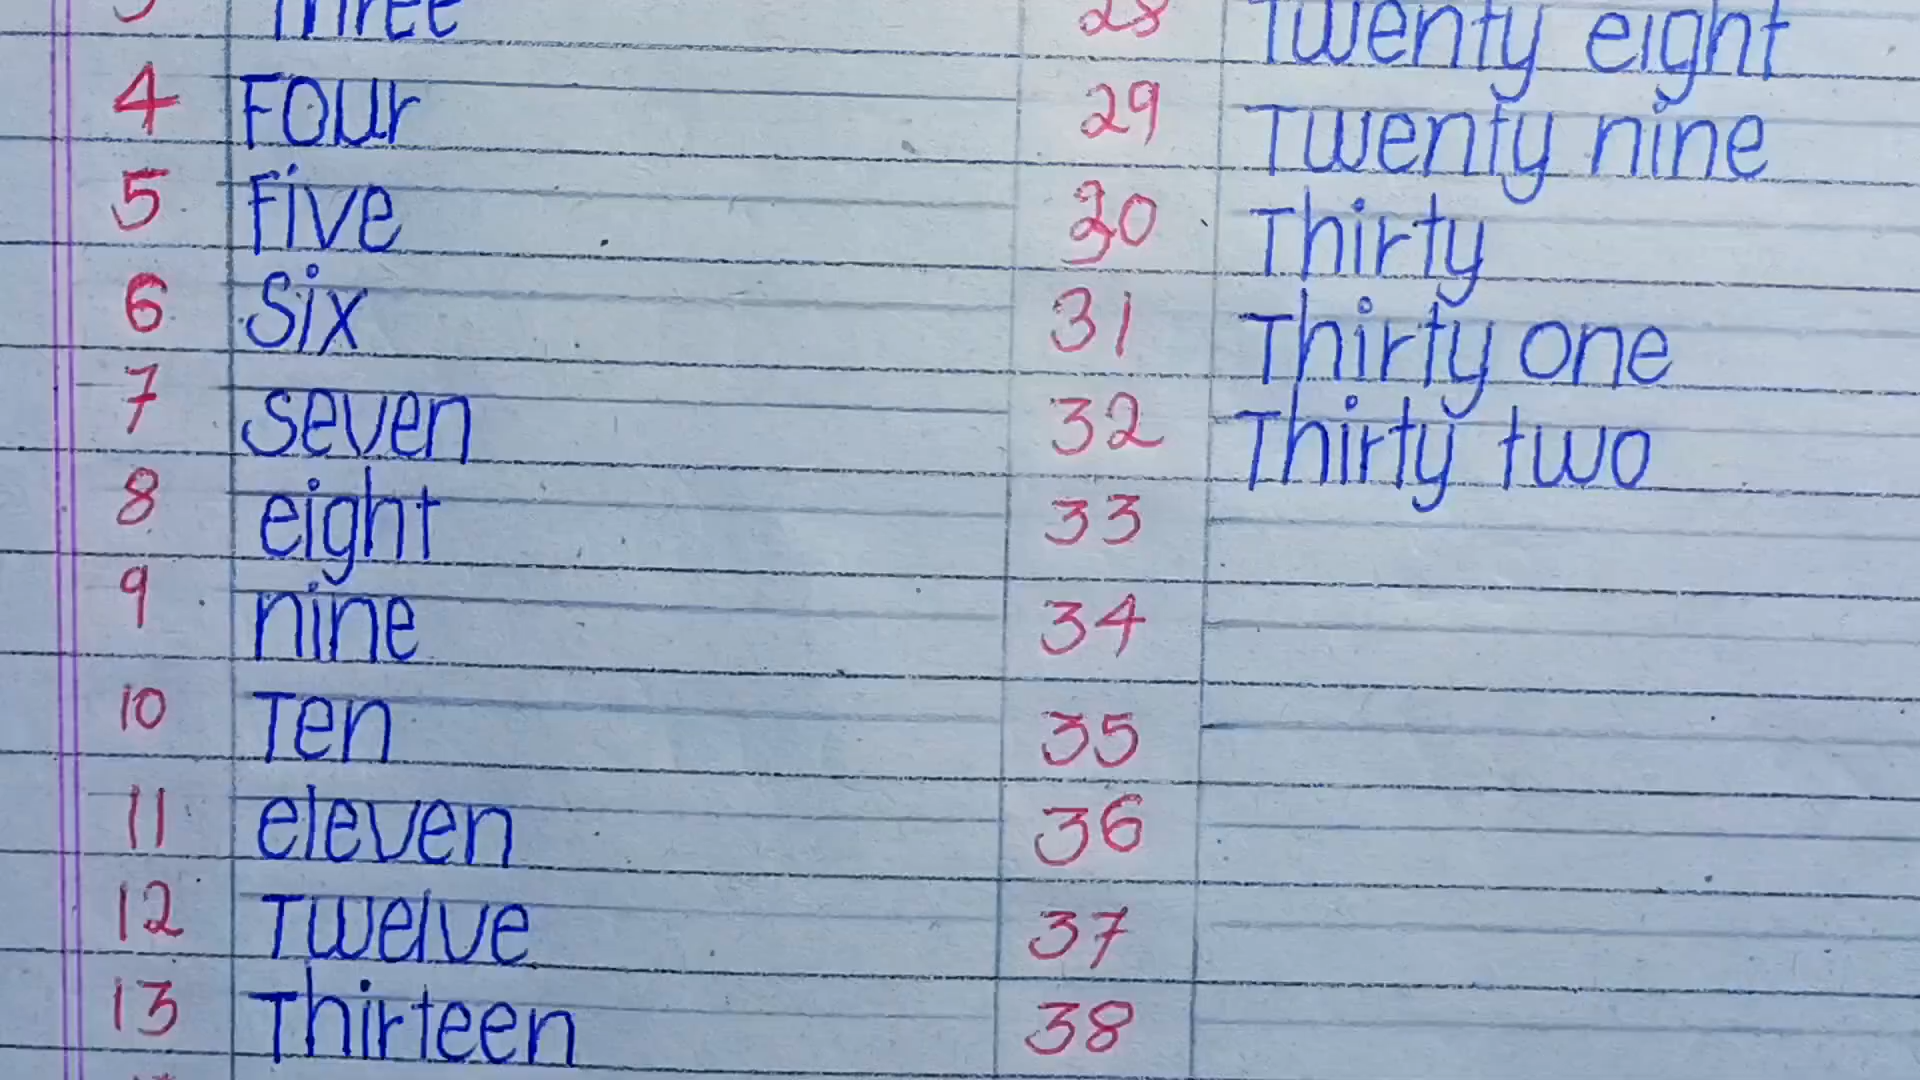 3 Three
4 Four
5 Five
6 Six
7 Seven
8 eight
9 nine
10 Ten
11 eleven
12 Twelve
13 Thirteen
28 Twenty eight
29 Twenty nine
30 Thirty
31 Thirty one
32 Thirty two
33
34
35
36
37
38